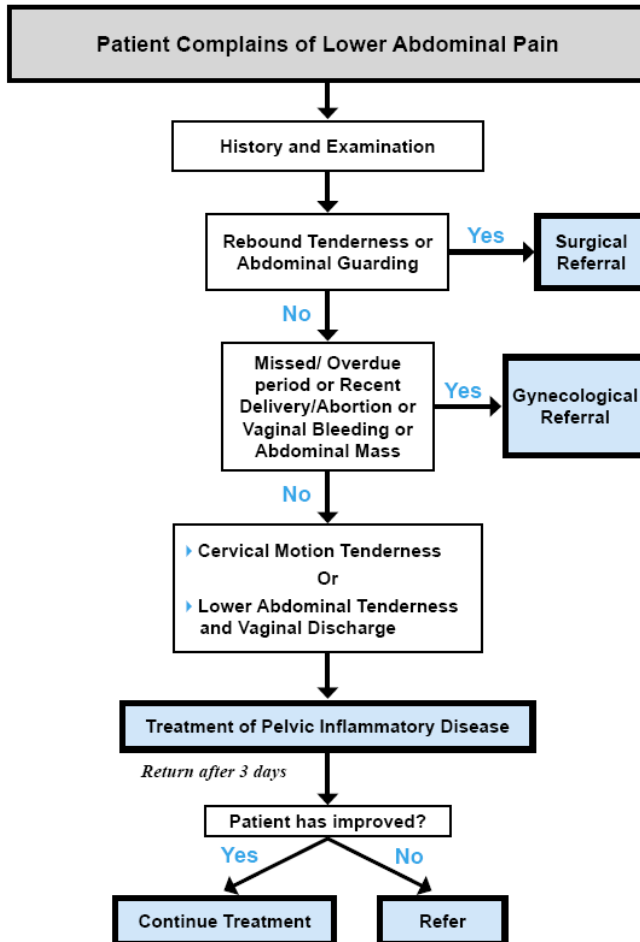 Patient Complains of Lower Abdominal Pain
History and Examination
Rebound Tenderness or
Abdominal Guarding
Yes
Surgical
Referral
No
Missed/ Overdue
period or Recent
Delivery/Abortion or
Vaginal Bleeding or
Abdominal Mass
Yes
Gynecological
Referral
No
Cervical Motion Tenderness
Or
Lower Abdominal Tenderness
and Vaginal Discharge
Treatment of Pelvic Inflammatory Disease
Return after 3 days
Patient has improved?
Yes
No
Continue Treatment
Refer